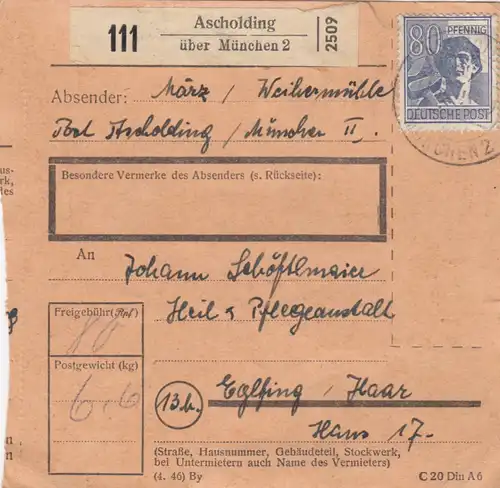 111
Ascholding
über München 2
2509
80 PFENNIG
DEUTSCHE POST
CHEN 2
Absender: März / Weihermühle
Post Ascholding / München II.
Besondere Vermerke des Absenders (s. Rückseite):
An
Johann Schöftlmaier
Heil & Pflegeanstalt
Freigebühr (Rpf)
80
Postgewicht (kg)
6,6
13b.
Eglfing / Haar
Haus 17.
(Straße, Hausnummer, Gebäudeteil, Stockwerk,
bei Untermietern auch Name des Vermieters)
(4. 46) By
C 20 Din A 6